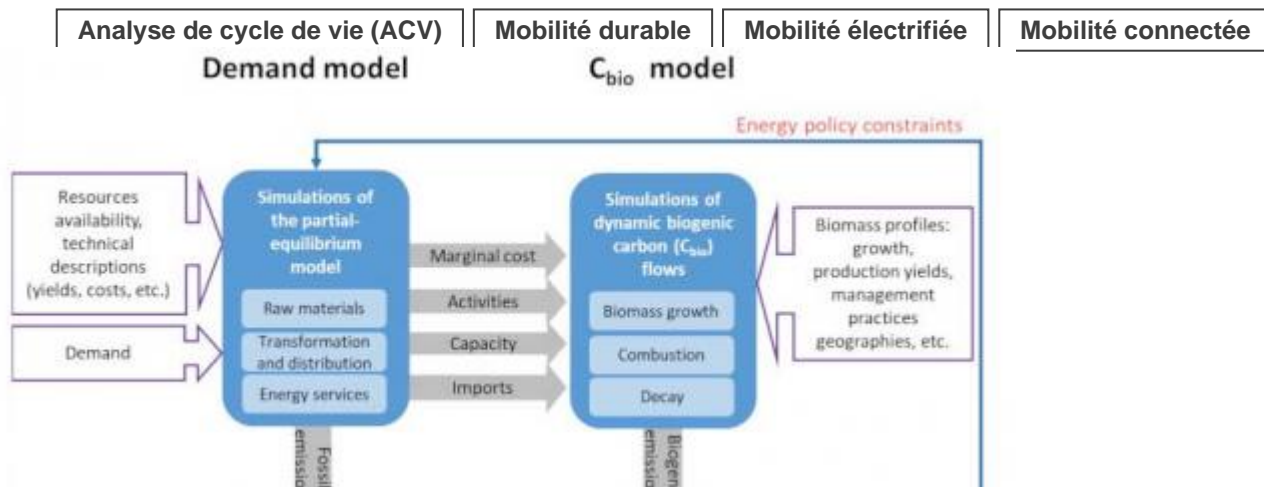 Analyse de cycle de vie (ACV)
Mobilité durable
Mobilité électrifiée
Mobilité connectée
Demand model
Cbio model
Energy policy constraints
Resources
availability,
technical
descriptions
(yields, costs, etc.)
Demand
Simulations of
the partial-
equilibrium
model
Raw materials
Transformation
and distribution
Energy services
Marginal cost
Activities
Capacity
Imports
Simulations of
dynamic biogenic
carbon (Cbio)
flows
Biomass growth
Combustion
Decay
Biomass profiles:
growth,
production yields,
management
practices
geographies, etc.